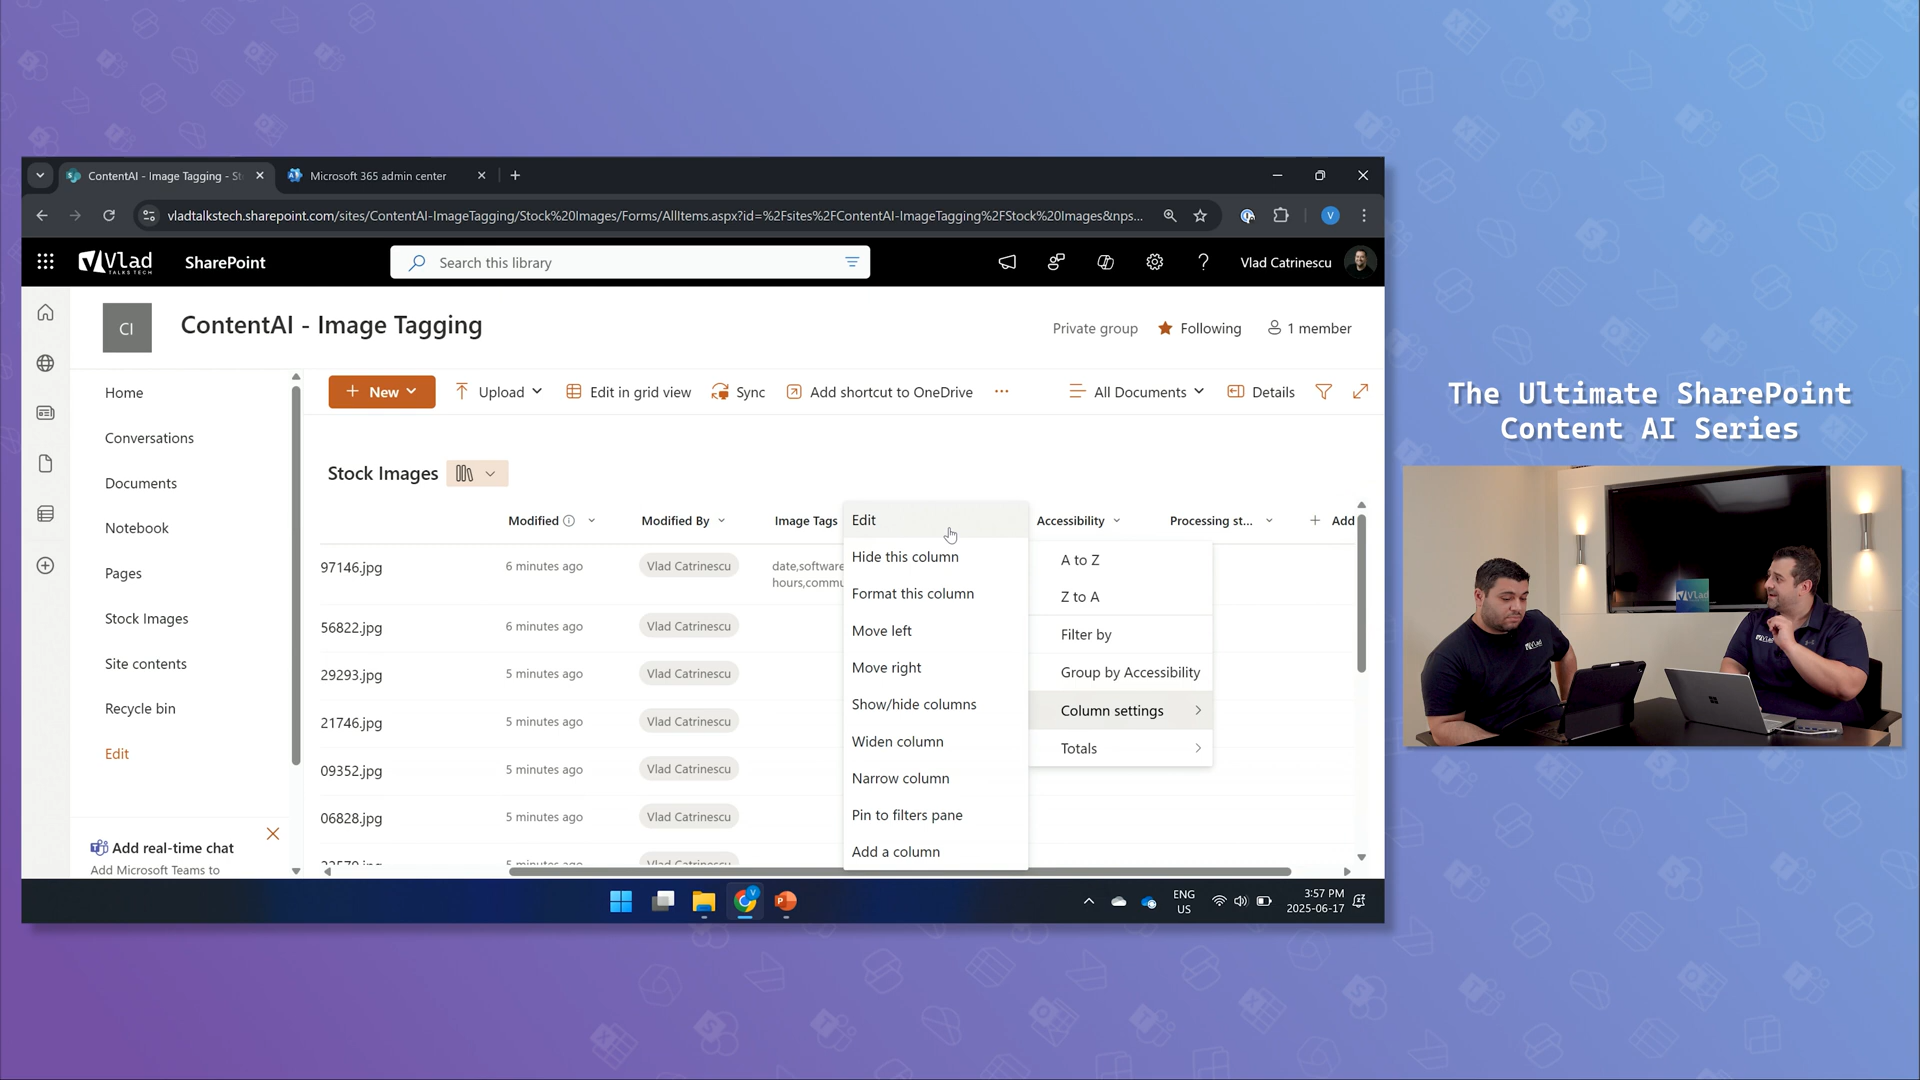 ContentAI - Image Tagging - S
Microsoft 365 admin center
vladtalkstech.sharepoint.com/sites/ContentAI-ImageTagging/Stock%20Images/Forms/AllItems.aspx?id=%2Fsites%2FContentAI-ImageTagging%2FStock%20Images&nps...
V
Vlad
TALKS TECH
SharePoint
Search this library
Vlad Catrinescu
CI
ContentAI - Image Tagging
Private group
Following
1 member
Home
Conversations
Documents
Notebook
Pages
Stock Images
Site contents
Recycle bin
Edit
Add real-time chat
Add Microsoft Teams to
New
Upload
Edit in grid view
Sync
Add shortcut to OneDrive
All Documents
Details
Stock Images
Modified
Modified By
Image Tags
Accessibility
Processing st...
Add
97146.jpg
6 minutes ago
Vlad Catrinescu
date,software
hours,commu
56822.jpg
6 minutes ago
Vlad Catrinescu
29293.jpg
5 minutes ago
Vlad Catrinescu
21746.jpg
5 minutes ago
Vlad Catrinescu
09352.jpg
5 minutes ago
Vlad Catrinescu
06828.jpg
5 minutes ago
Vlad Catrinescu
5 minutes ago
Vlad Catrinescu
Edit
Hide this column
Format this column
Move left
Move right
Show/hide columns
Widen column
Narrow column
Pin to filters pane
Add a column
A to Z
Z to A
Filter by
Group by Accessibility
Column settings
Totals
ENG
US
3:57 PM
2025-06-17
The Ultimate SharePoint
Content AI Series
Vlad